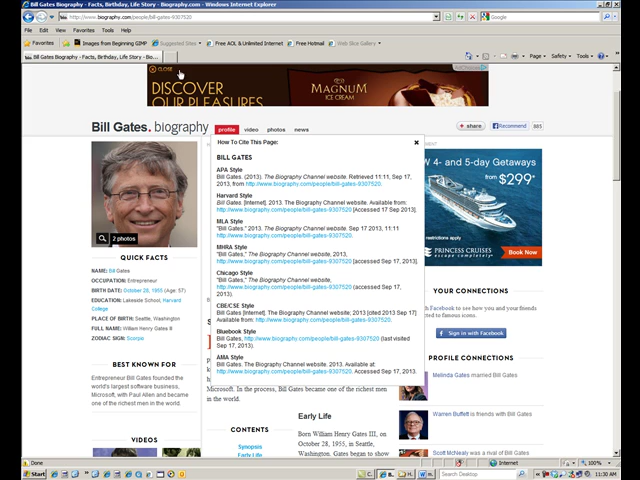 Bill Gates Biography - Facts, Birthday, Life Story - Biography.com - Windows Internet Explorer
http://www.biography.com/people/bill-gates-9307520
Google
File Edit View Favorites Tools Help
Favorites Images from Beginning GIMP Suggested Sites Free AOL & Unlimited Internet Free Hotmail Web Slice Gallery
Bill Gates Biography - Facts, Birthday, Life Story - Bio...
Page Safety Tools
CLOSE
AdChoices
DISCOVER
OUR PLEASURES
MAGNUM
ICE CREAM
Bill Gates. biography
profile video photos news
share Recommend 865
How To Cite This Page:
BILL GATES
APA Style
Bill Gates. (2013). The Biography Channel website. Retrieved 11:11, Sep 17,
2013, from http://www.biography.com/people/bill-gates-9307520.
Harvard Style
Bill Gates. [Internet]. 2013. The Biography Channel website. Available from:
http://www.biography.com/people/bill-gates-9307520 [Accessed 17 Sep 2013].
MLA Style
"Bill Gates." 2013. The Biography Channel website. Sep 17 2013, 11:11
http://www.biography.com/people/bill-gates-9307520.
MHRA Style
"Bill Gates," The Biography Channel website, 2013,
http://www.biography.com/people/bill-gates-9307520 [accessed Sep 17, 2013].
Chicago Style
"Bill Gates," The Biography Channel website,
http://www.biography.com/people/bill-gates-9307520 (accessed Sep 17,
2013).
CBE/CSE Style
Bill Gates [Internet]. The Biography Channel website; 2013 [cited 2013 Sep 17]
Available from: http://www.biography.com/people/bill-gates-9307520.
Bluebook Style
Bill Gates, http://www.biography.com/people/bill-gates-9307520 (last visited
Sep 17, 2013).
AMA Style
Bill Gates. The Biography Channel website. 2013. Available at:
http://www.biography.com/people/bill-gates-9307520. Accessed Sep 17, 2013.
2 photos
QUICK FACTS
NAME: Bill Gates
OCCUPATION: Entrepreneur
BIRTH DATE: October 28, 1955 (Age: 57)
EDUCATION: Lakeside School, Harvard
College
PLACE OF BIRTH: Seattle, Washington
FULL NAME: William Henry Gates III
ZODIAC SIGN: Scorpio
BEST KNOWN FOR
Entrepreneur Bill Gates founded the
world's largest software business,
Microsoft, with Paul Allen and became
one of the richest men in the world.
VIDEOS
Microsoft. In the process, Bill Gates became one of the richest men
in the world.
CONTENTS
Synopsis
Early Life
Early Life
Born William Henry Gates III, on
October 28, 1955, in Seattle,
Washington. Gates began to show
4- and 5-day Getaways
from $299*
restrictions apply
PRINCESS CRUISES
escape completely
Book Now
YOUR CONNECTIONS
Facebook to see how you and your friends
to famous icons.
Sign in with Facebook
PROFILE CONNECTIONS
Melinda Gates married Bill Gates
Warren Buffett is friends with Bill
Gates
Scott McNealy was a rival of Bill
Done
Internet
100%
Start
Search Desktop
11:30 AM